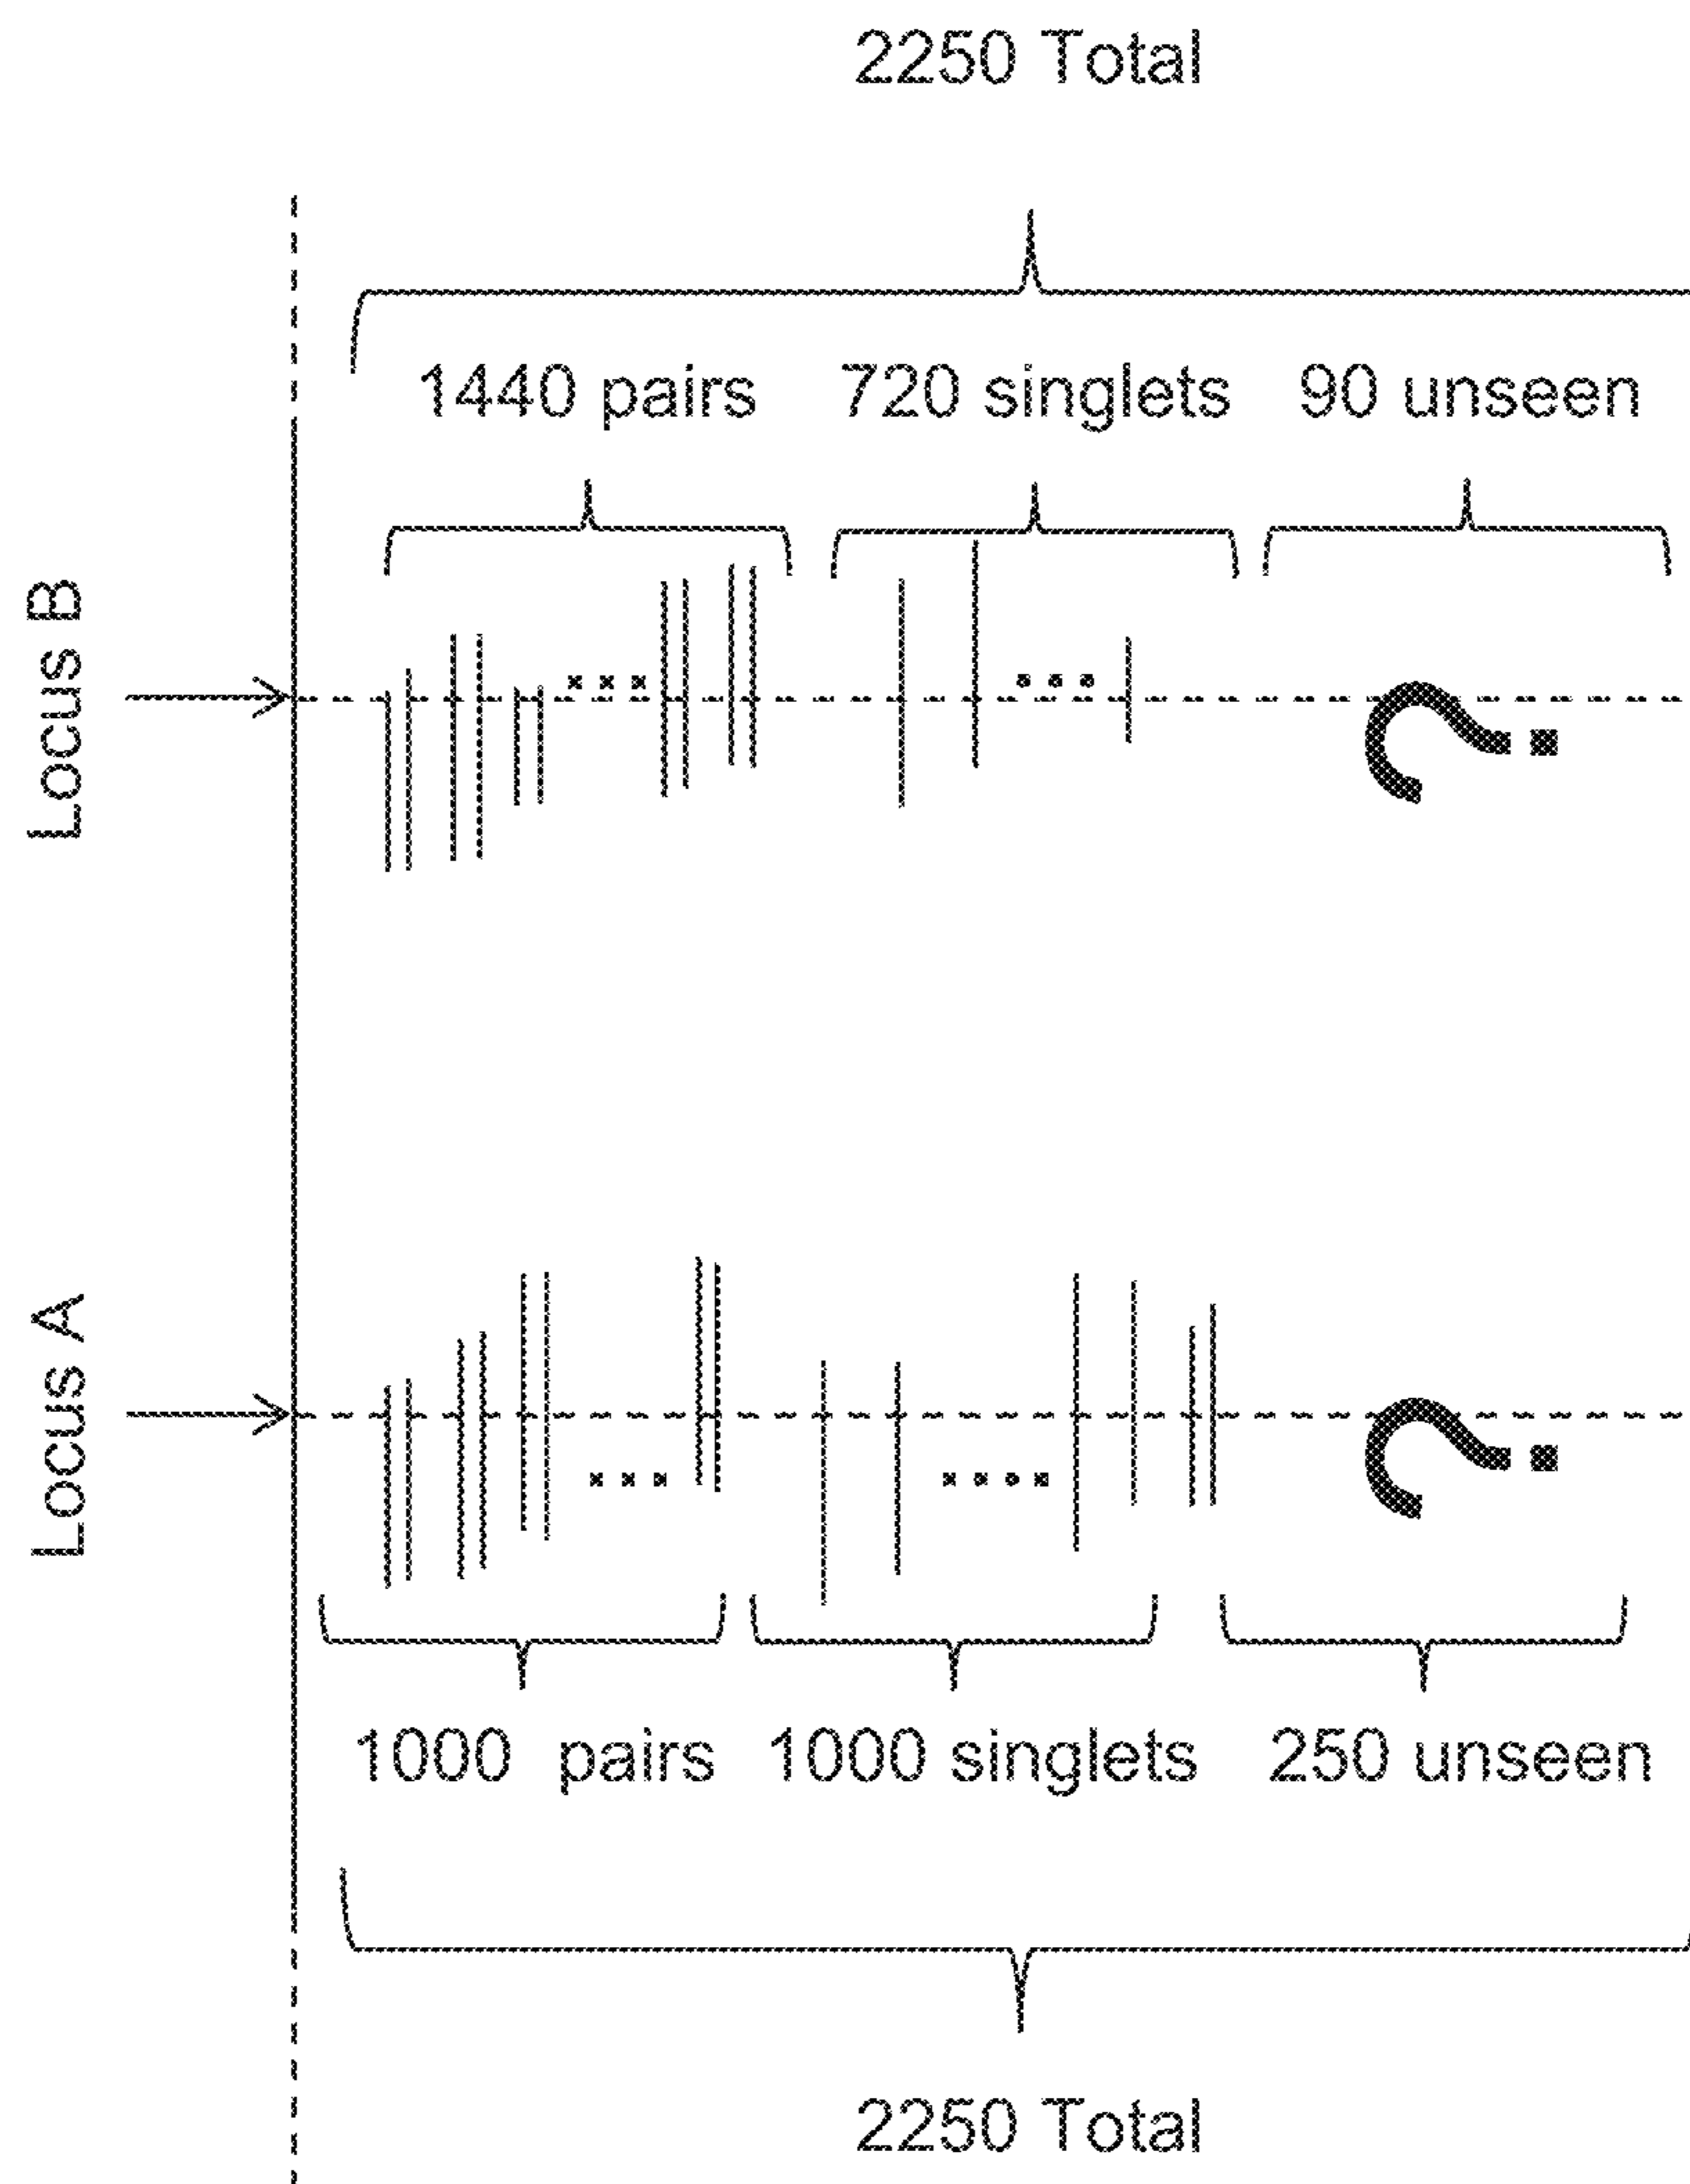 2250 Total
1440 pairs 720 singlets 90 unseen
Locus B
?
Locus A
?
1000 pairs 1000 singlets 250 unseen
2250 Total